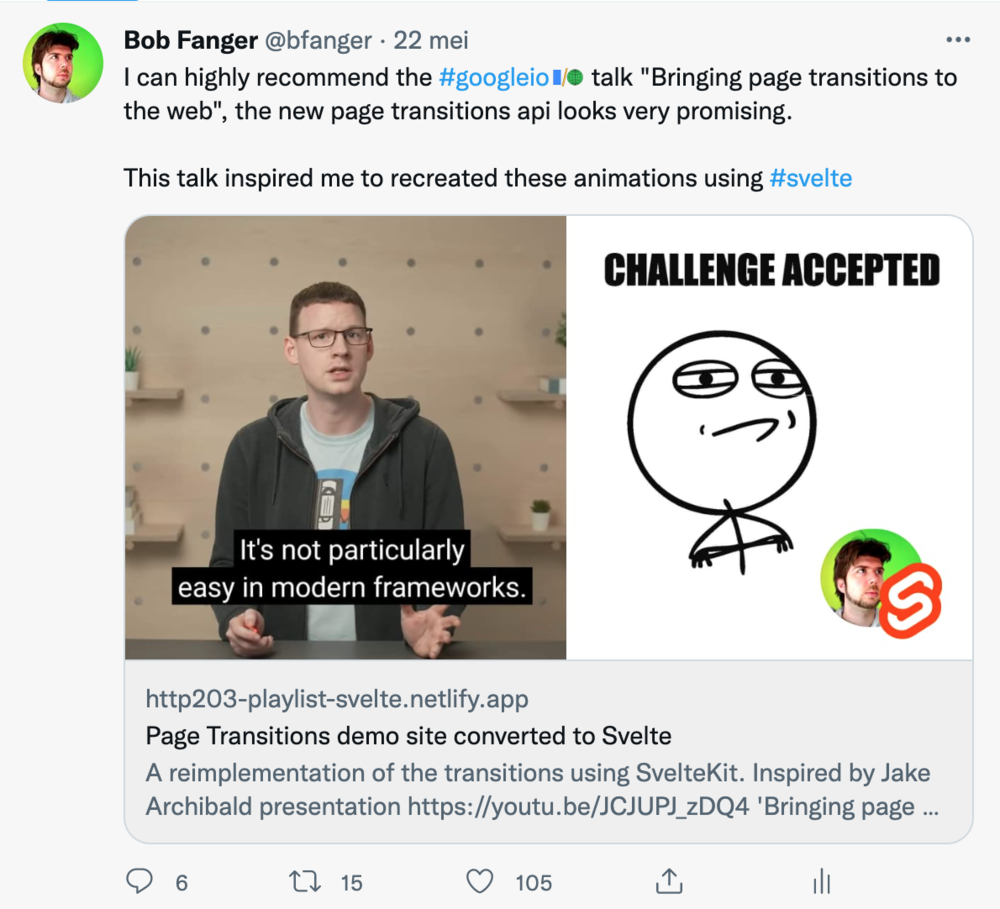 Bob Fanger @bfanger · 22 mei
I can highly recommend the #googleio talk "Bringing page transitions to
the web", the new page transitions api looks very promising.
This talk inspired me to recreated these animations using #svelte
CHALLENGE ACCEPTED
It's not particularly
easy in modern frameworks.
http203-playlist-svelte.netlify.app
Page Transitions demo site converted to Svelte
A reimplementation of the transitions using SvelteKit. Inspired by Jake
Archibald presentation https://youtu.be/JCJUPJ_zDQ4 'Bringing page ...
6 15 105